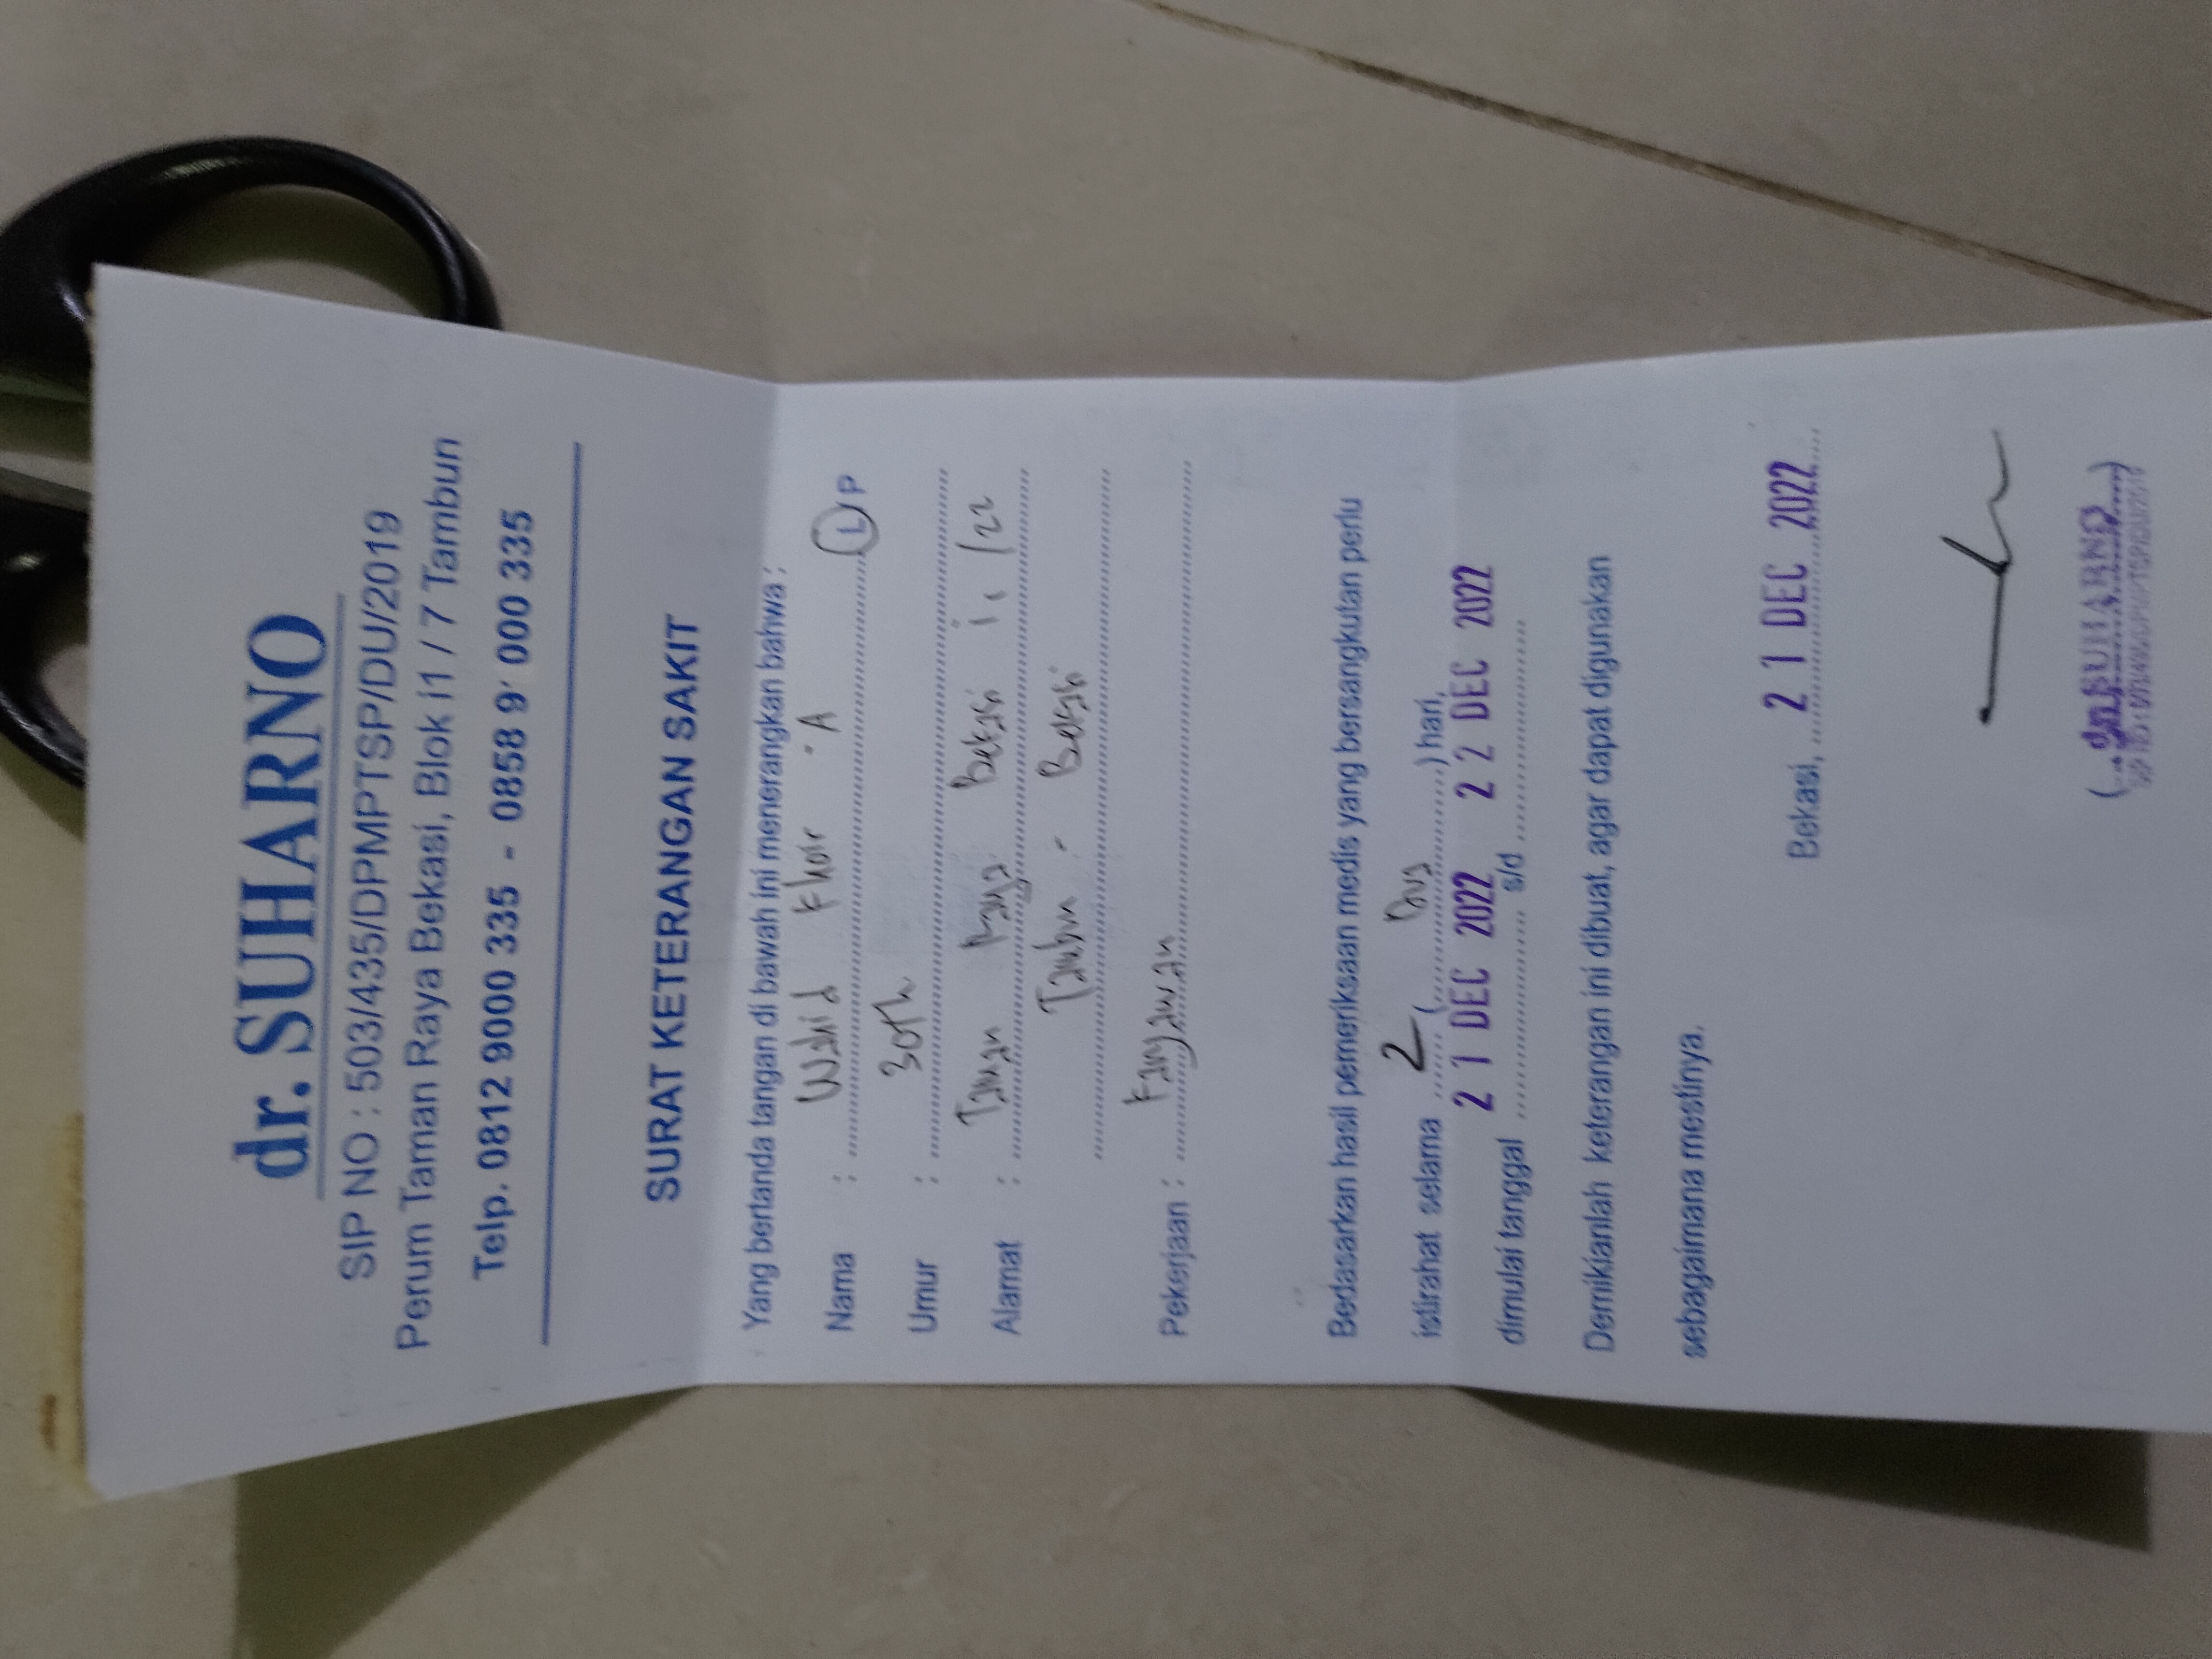 dr. SUHARNO
SIP NO : 503/435/DPMPTSP/DU/2019
Perum Taman Raya Bekasi, Blok i1 / 7 Tambun
Telp. 0812 9000 335 - 0858 9' 000 335
SURAT KETERANGAN SAKIT
Yang bertanda tangan di bawah ini menerangkan bahwa :
Nama : Wahid Khoir .A L/P
Umur : 30th
Alamat : Taman Raya Bekasi i1 /22
Tambun - Bekasi
Pekerjaan : Karyawan
Bedasarkan hasil pemeriksaan medis yang bersangkutan perlu
istirahat selama 2 ( Dua ) hari,
dimulai tanggal 21 DEC 2022 s/d 22 DEC 2022
Demikianlah keterangan ini dibuat, agar dapat digunakan
sebagaimana mestinya.
Bekasi, 21 DEC 2022
( dr. SUHARNO )
SIP NO : 503/435/DPMPTSP/DU/2019